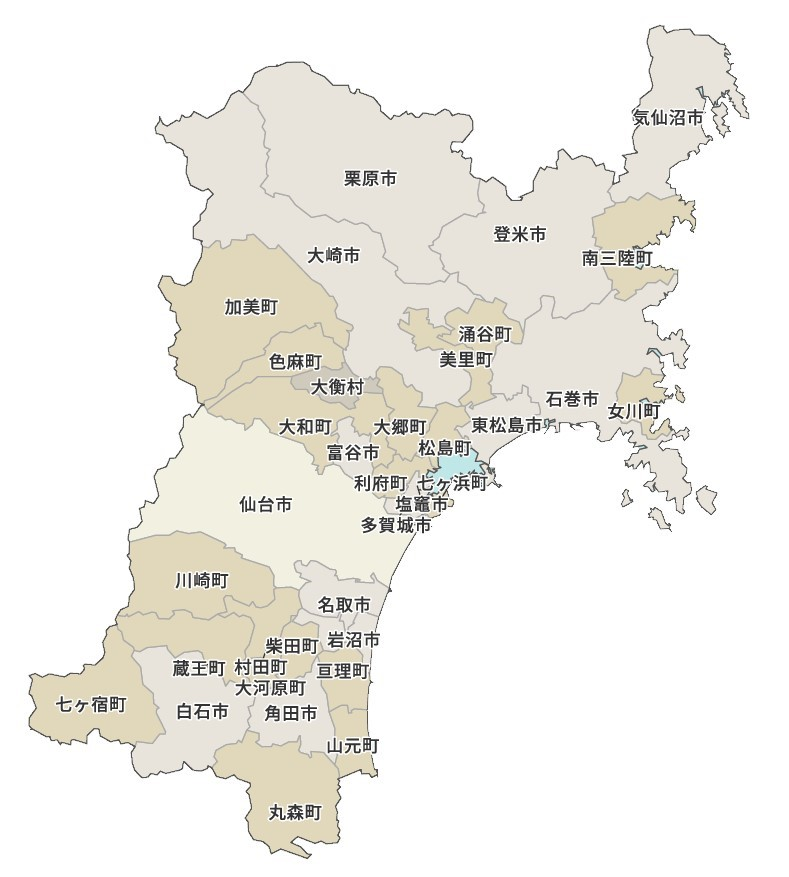 気仙沼市
栗原市
登米市
大崎市
南三陸町
加美町
涌谷町
美里町
色麻町
大衡村
石巻市
女川町
大和町
大郷町
東松島市
松島町
富谷市
利府町
七ヶ浜町
仙台市
塩竈市
多賀城市
川崎町
名取市
岩沼市
柴田町
蔵王町
村田町
亘理町
大河原町
七ヶ宿町
白石市
角田市
山元町
丸森町